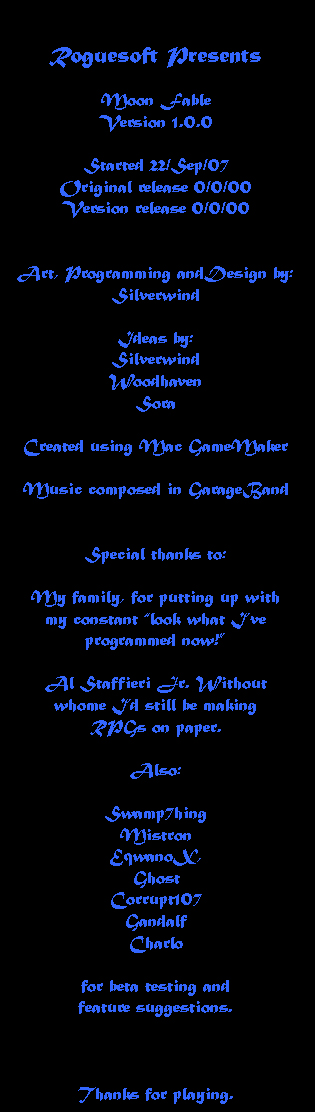 Roguesoft Presents
Moon Fable
Version 1.0.0
Started 22/Sep/07
Original release 0/0/00
Version release 0/0/00
Art, Programming and Design by:
Silverwind
Ideas by:
Silverwind
Woodhaven
Sora
Created using Mac GameMaker
Music composed in GarageBand
Special thanks to:
My family, for putting up with
my constant "look what I've
programmed now!"
Al Staffieri Jr. Without
whome I'd still be making
RPGs on paper.
Also:
Swamp7hing
Mistron
EqwanoX,
Ghost
Corrupt107
Gandalf
Charlo
for beta testing and
feature suggestions.
Thanks for playing.